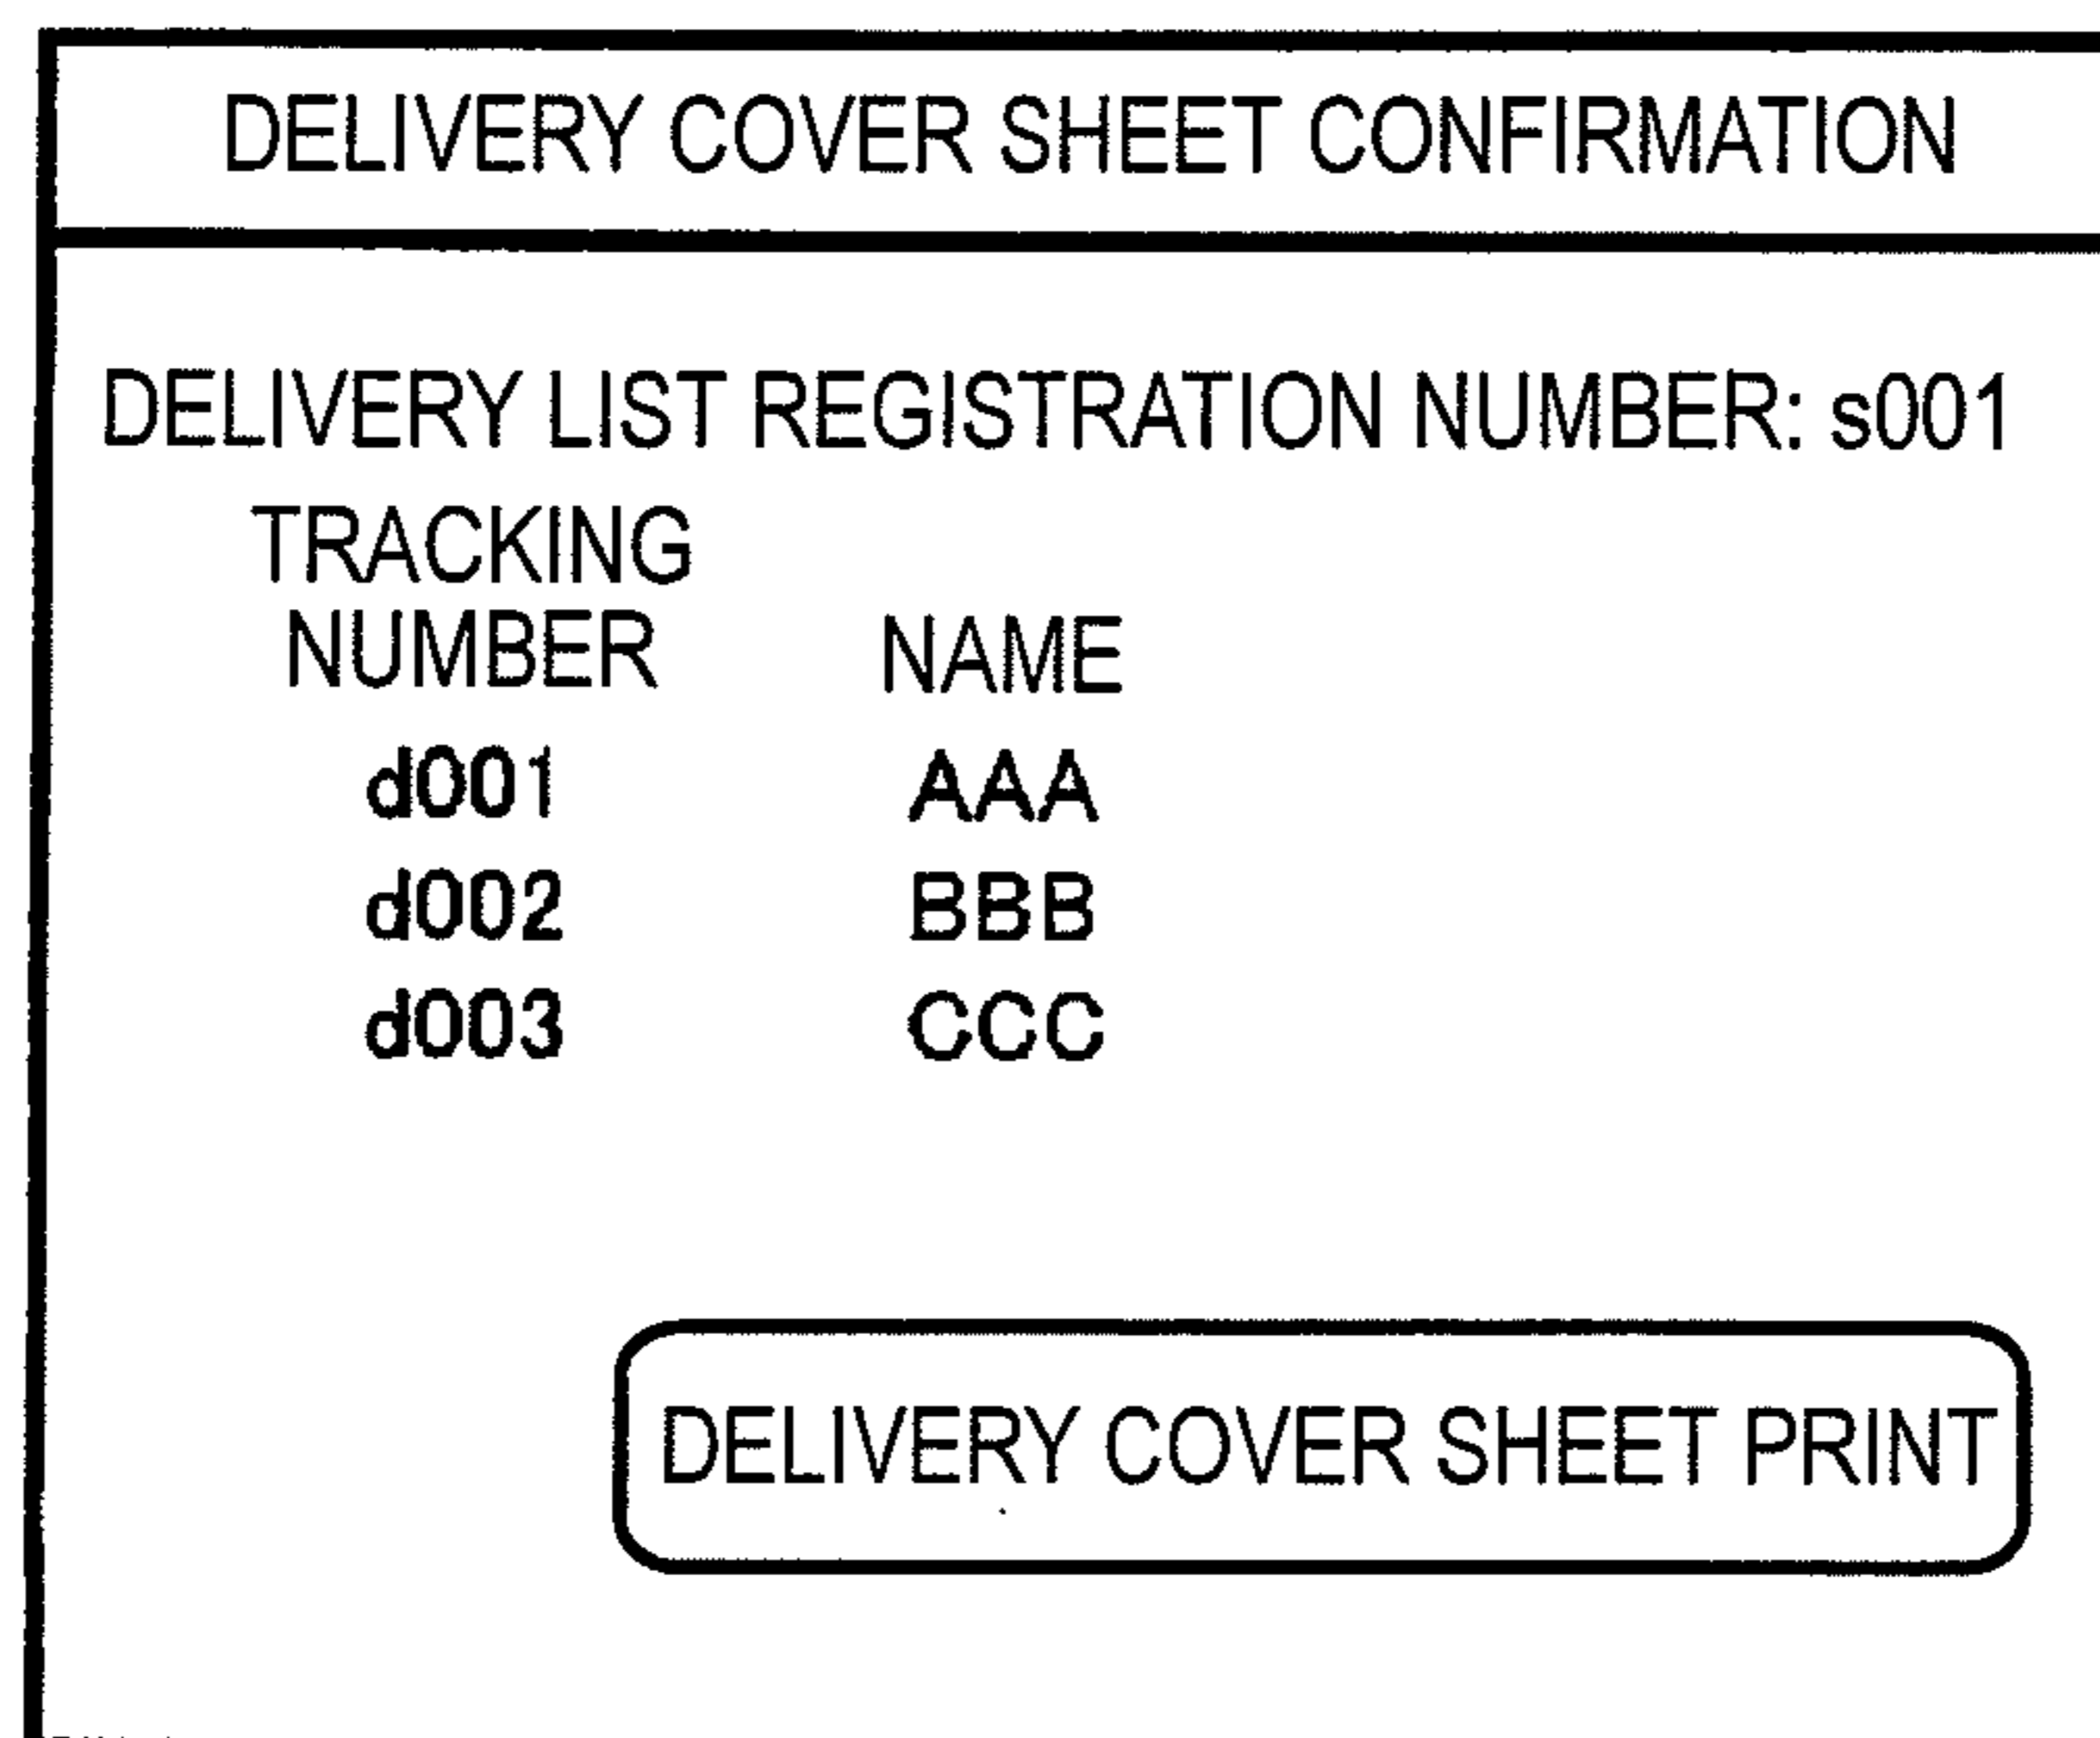 DELIVERY COVER SHEET CONFIRMATION
DELIVERY LIST REGISTRATION NUMBER: s001
TRACKING
NUMBER NAME
d001 AAA
d002 BBB
d003 CCC
DELIVERY COVER SHEET PRINT